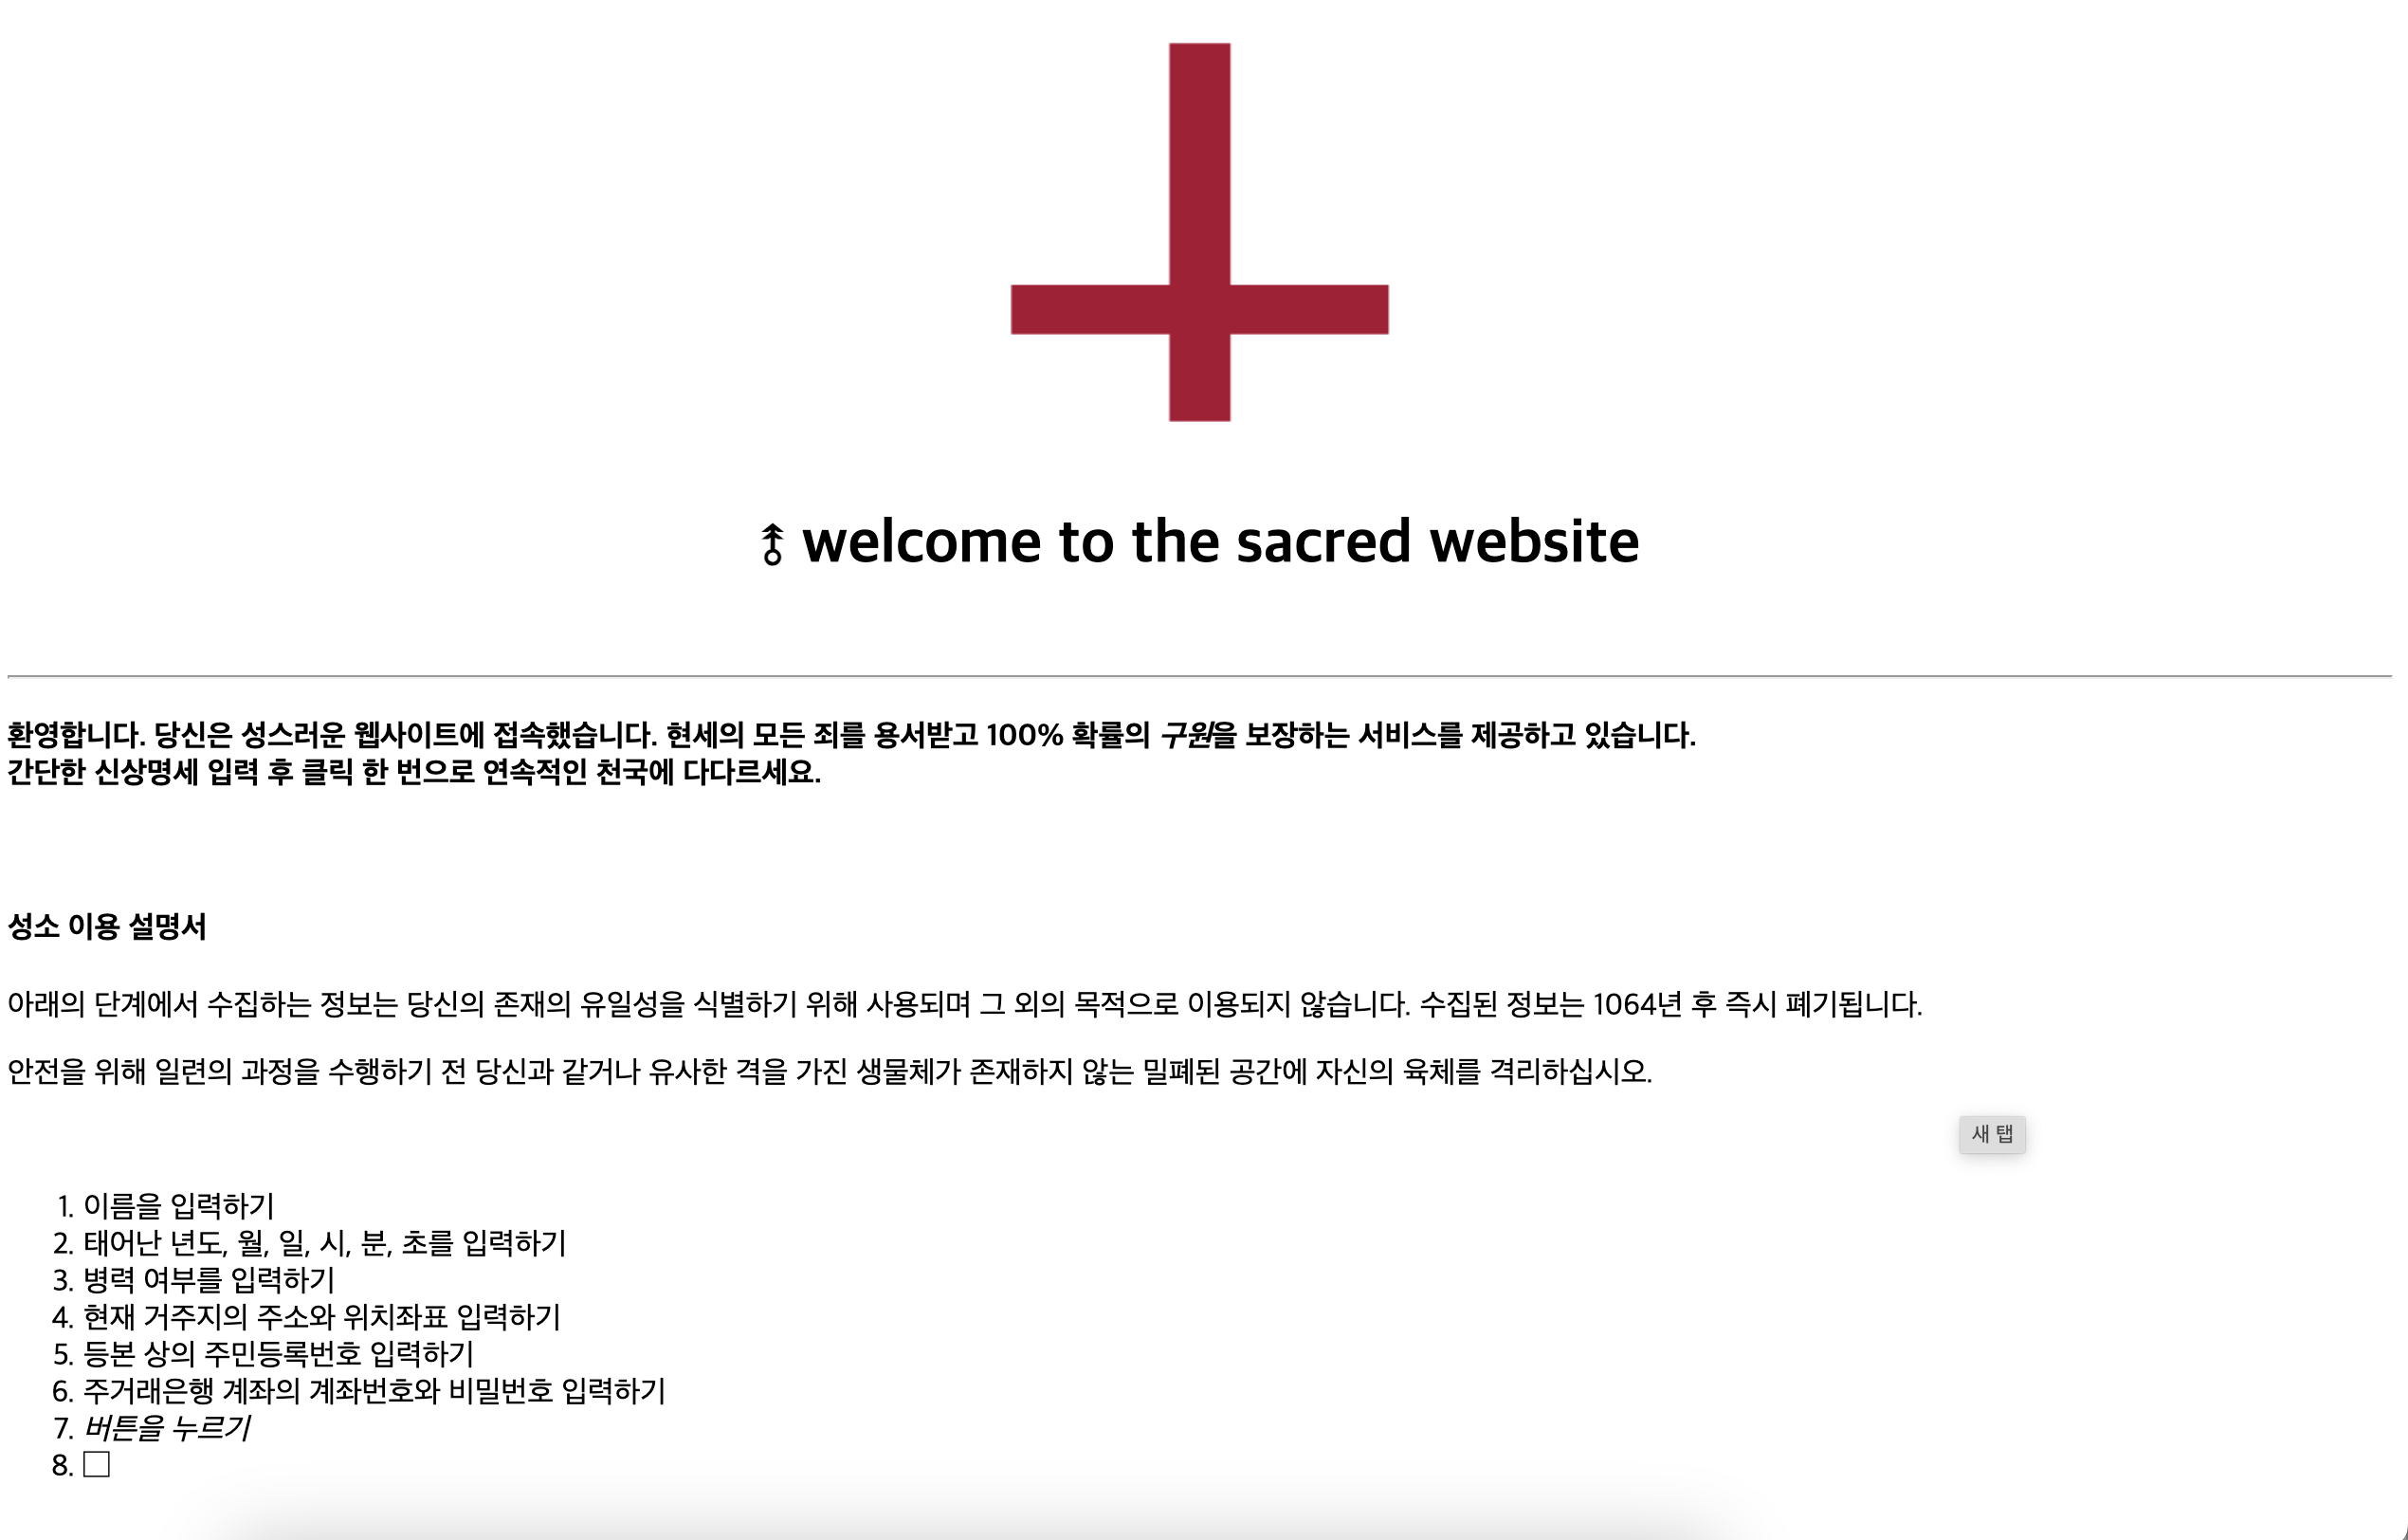 ⚨ welcome to the sacred website
환영합니다. 당신은 성스러운 웹사이트에 접속했습니다. 현세의 모든 죄를 용서받고 100% 확률의 구원을 보장하는 서비스를 제공하고 있습니다.
간단한 신상명세 입력 후 클릭 한 번으로 연속적인 천국에 다다르세요.
성소 이용 설명서
아래의 단계에서 수집하는 정보는 당신의 존재의 유일성을 식별하기 위해 사용되며 그 외의 목적으로 이용되지 않습니다. 수집된 정보는 1064년 후 즉시 폐기됩니다.
안전을 위해 일련의 과정을 수행하기 전 당신과 같거나 유사한 격을 가진 생물체가 존재하지 않는 밀폐된 공간에 자신의 육체를 격리하십시오.
새 탭
1. 이름을 입력하기
2. 태어난 년도, 월, 일, 시, 분, 초를 입력하기
3. 병력 여부를 입력하기
4. 현재 거주지의 주소와 위치좌표 입력하기
5. 등본 상의 주민등록번호 입력하기
6. 주거래은행 계좌의 계좌번호와 비밀번호 입력하기
7. 버튼을 누르기
8. □